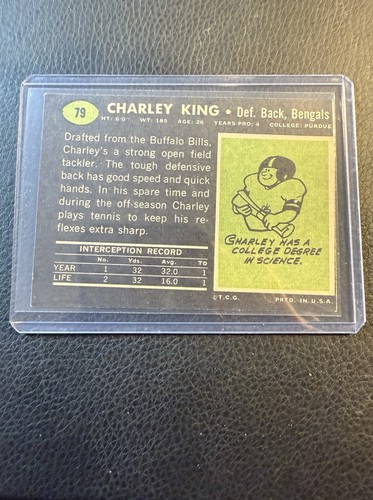 79 CHARLEY KING • Def. Back, Bengals
HT: 6'0" WT: 185 AGE: 26 YEARS PRO: 4 COLLEGE: PURDUE
Drafted from the Buffalo Bills,
Charley's a strong open field
tackler. The tough defensive
back has good speed and quick
hands. In his spare time and
during the off-season Charley
plays tennis to keep his re-
flexes extra sharp.
INTERCEPTION RECORD
No. Yds. Avg. TD
YEAR 1 32 32.0 1
LIFE 2 32 16.0 1
CHARLEY HAS A
COLLEGE DEGREE
IN SCIENCE.
©T.C.G. PRTD. IN U.S.A.